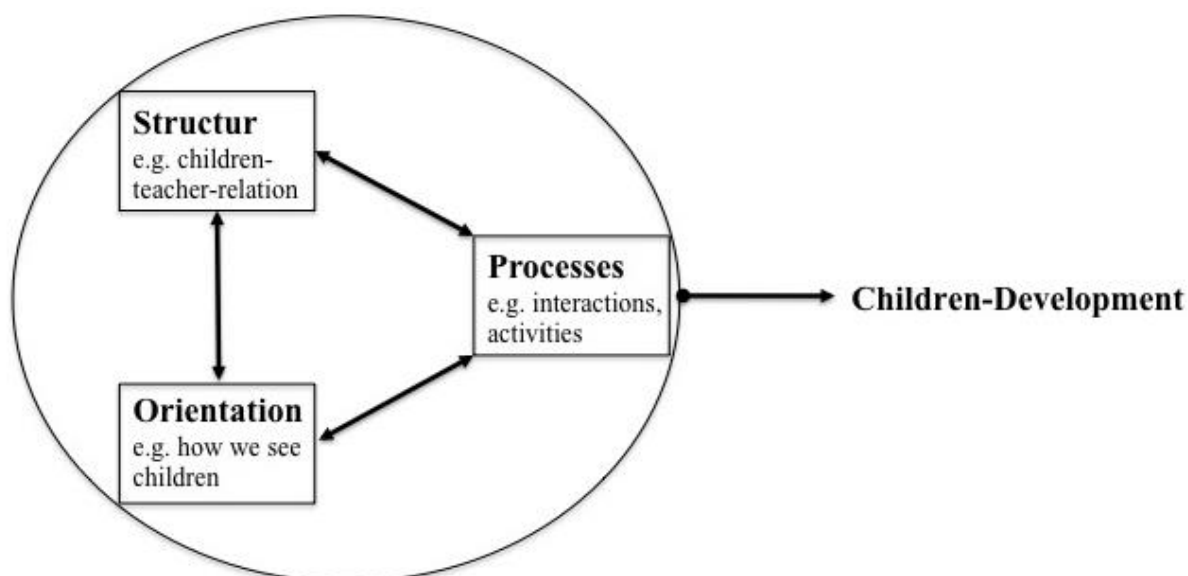 Structur
e.g. children-
teacher-relation
Processes
e.g. interactions,
activities
Children-Development
Orientation
e.g. how we see
children